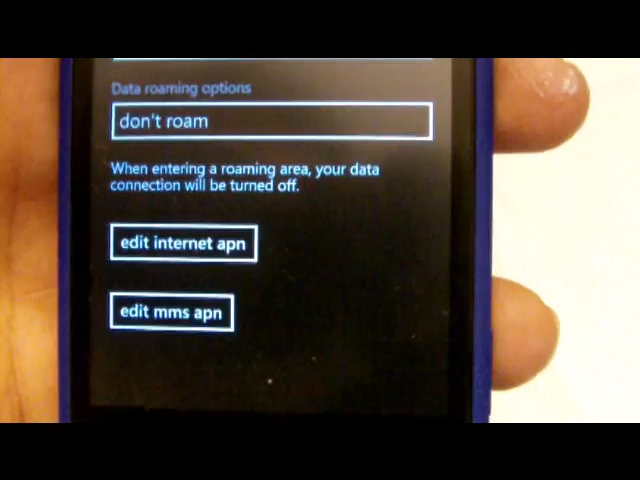 Data roaming options
don't roam
When entering a roaming area, your data
connection will be turned off.
edit internet apn
edit mms apn